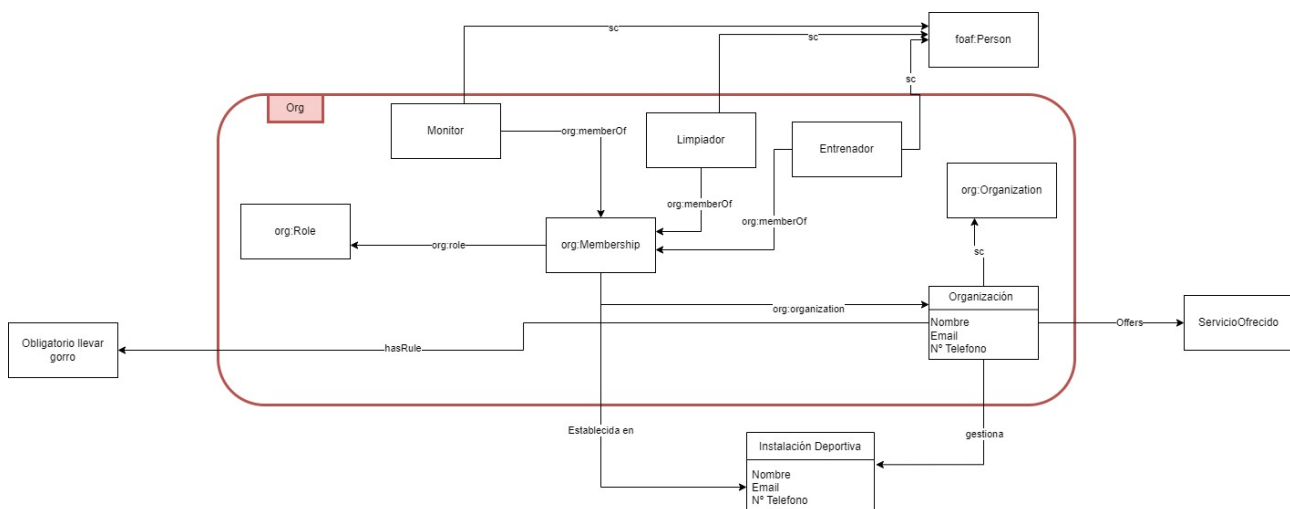 sc
sc
foaf:Person
sc
Org
Monitor
org:memberOf
Limpiador
Entrenador
org:Organization
org:memberOf
org:memberOf
org:Role
org:role
org:Membership
sc
Organización
org:organization
Nombre
Email
Nº Telefono
Offers
ServicioOfrecido
Obligatorio llevar
gorro
hasRule
Establecida en
gestiona
Instalación Deportiva
Nombre
Email
Nº Telefono